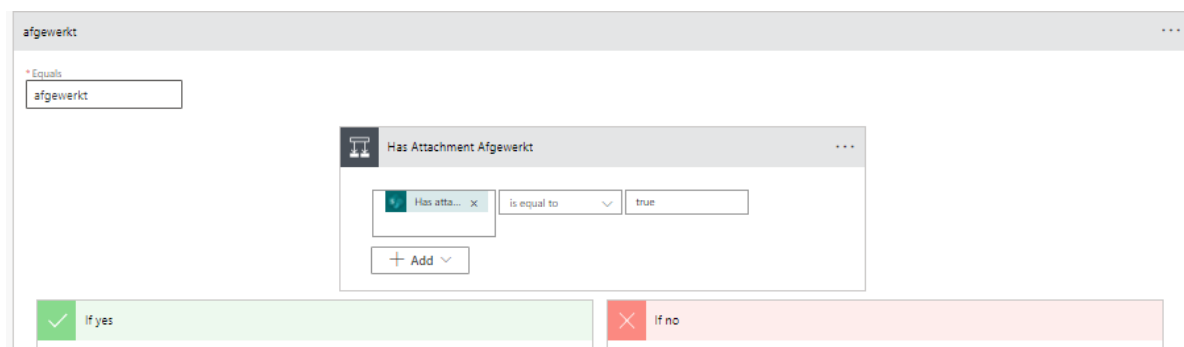 afgewerkt
* Equals
afgewerkt
Has Attachment Afgewerkt
Has atta... x is equal to true
+ Add
If yes If no